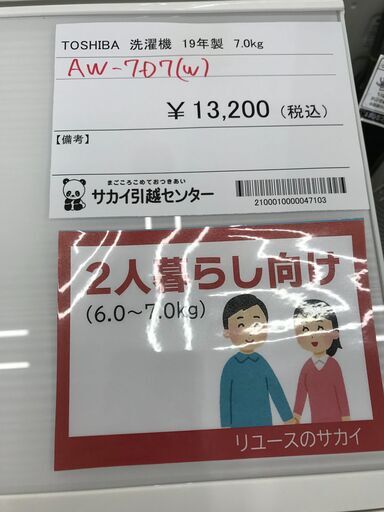 TOSHIBA 洗濯機 19年製 7.0kg
AW-707(W)
￥13,200（税込）
【備考】
まごころこめておつきあい
サカイ引越センター
2100010000047103
2人暮らし向け
(6.0～7.0kg)
リユースのサカイ